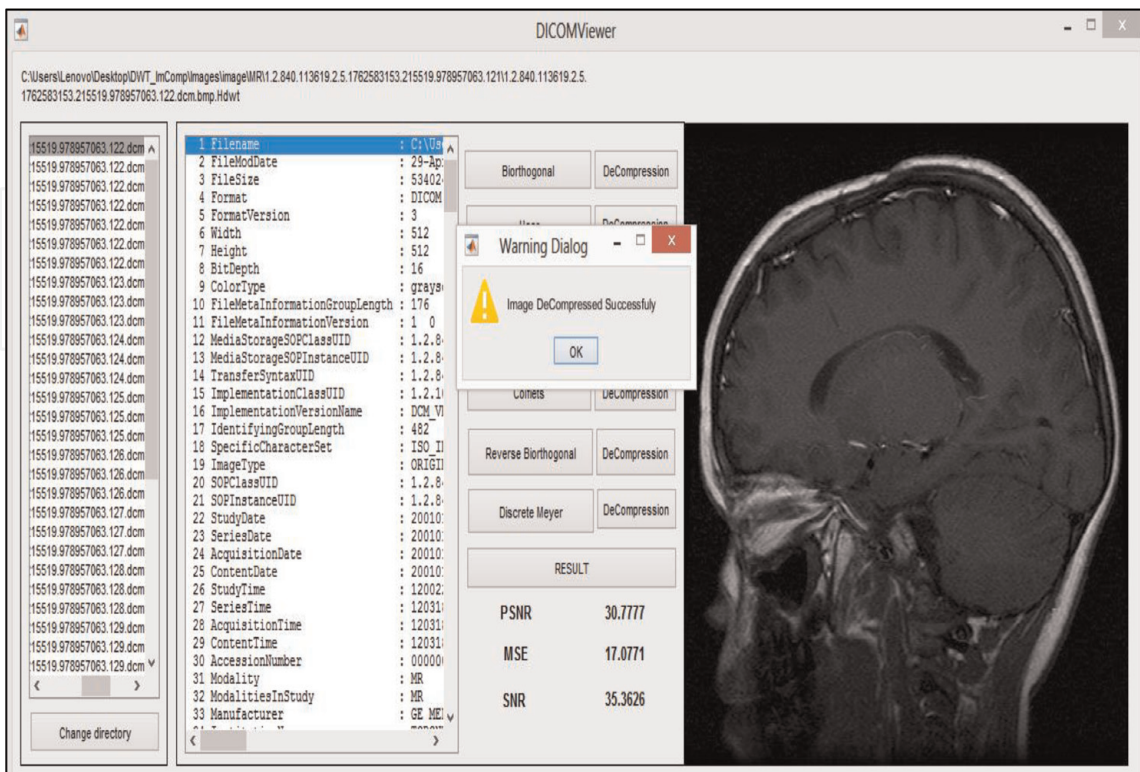 DICOMViewer
C:\Users\Lenovo\Desktop\DWT_ImComp\Images\image\MR\1.2.840.113619.2.5.1762583153.215519.978957063.121\1.2.840.113619.2.5.
1762583153.215519.978957063.122.dcm.bmp.Hdwt
15519.978957063.122.dcm
15519.978957063.122.dcm
15519.978957063.122.dcm
15519.978957063.122.dcm
15519.978957063.122.dcm
15519.978957063.122.dcm
15519.978957063.122.dcm
15519.978957063.123.dcm
15519.978957063.123.dcm
15519.978957063.123.dcm
15519.978957063.124.dcm
15519.978957063.124.dcm
15519.978957063.124.dcm
15519.978957063.125.dcm
15519.978957063.125.dcm
15519.978957063.125.dcm
15519.978957063.126.dcm
15519.978957063.126.dcm
15519.978957063.126.dcm
15519.978957063.127.dcm
15519.978957063.127.dcm
15519.978957063.127.dcm
15519.978957063.128.dcm
15519.978957063.128.dcm
15519.978957063.128.dcm
15519.978957063.129.dcm
15519.978957063.129.dcm
15519.978957063.129.dcm
Change directory
1 Filename : C:\Us
2 FileModDate : 29-Ap
3 FileSize : 53402
4 Format : DICOM
5 FormatVersion : 3
6 Width : 512
7 Height : 512
8 BitDepth : 16
9 ColorType : grays
10 FileMetaInformationGroupLength : 176
11 FileMetaInformationVersion : 1 0
12 MediaStorageSOPClassUID : 1.2.8
13 MediaStorageSOPInstanceUID : 1.2.8
14 TransferSyntaxUID : 1.2.8
15 ImplementationClassUID : 1.2.1
16 ImplementationVersionName : DCM_V
17 IdentifyingGroupLength : 482
18 SpecificCharacterSet : ISO_I
19 ImageType : ORIGI
20 SOPClassUID : 1.2.8
21 SOPInstanceUID : 1.2.8
22 StudyDate : 20010
23 SeriesDate : 20010
24 AcquisitionDate : 20010
25 ContentDate : 20010
26 StudyTime : 12002
27 SeriesTime : 12031
28 AcquisitionTime : 12031
29 ContentTime : 12031
30 AccessionNumber : 00000
31 Modality : MR
32 ModalitiesInStudy : MR
33 Manufacturer : GE ME
Biorthogonal DeCompression
DeCompression
Warning Dialog
Image DeCompressed Successfuly
OK
Coiflets DeCompression
Reverse Biorthogonal DeCompression
Discrete Meyer DeCompression
RESULT
PSNR 30.7777
MSE 17.0771
SNR 35.3626